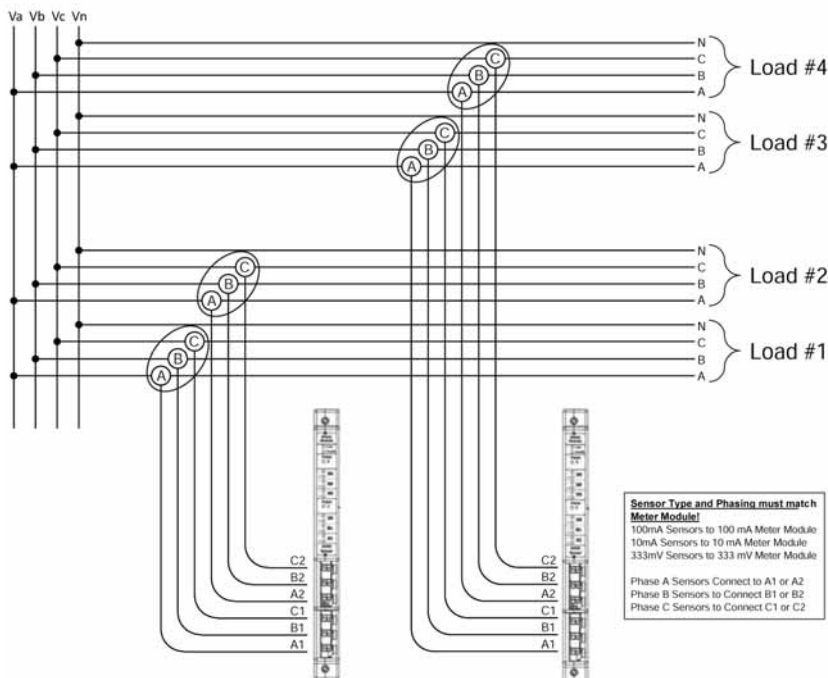 Va Vb Vc Vn
N
C
B
A
Load #4
C
B
A
N
C
B
A
Load #3
C
B
A
N
C
B
A
Load #2
C
B
A
N
C
B
A
Load #1
C
B
A
C2
B2
A2
C1
B1
A1
C2
B2
A2
C1
B1
A1
Sensor Type and Phasing must match
Meter Module!
100mA Sensors to 100 mA Meter Module
10mA Sensors to 10 mA Meter Module
333mV Sensors to 333 mV Meter Module
Phase A Sensors Connect to A1 or A2
Phase B Sensors to Connect B1 or B2
Phase C Sensors to Connect C1 or C2